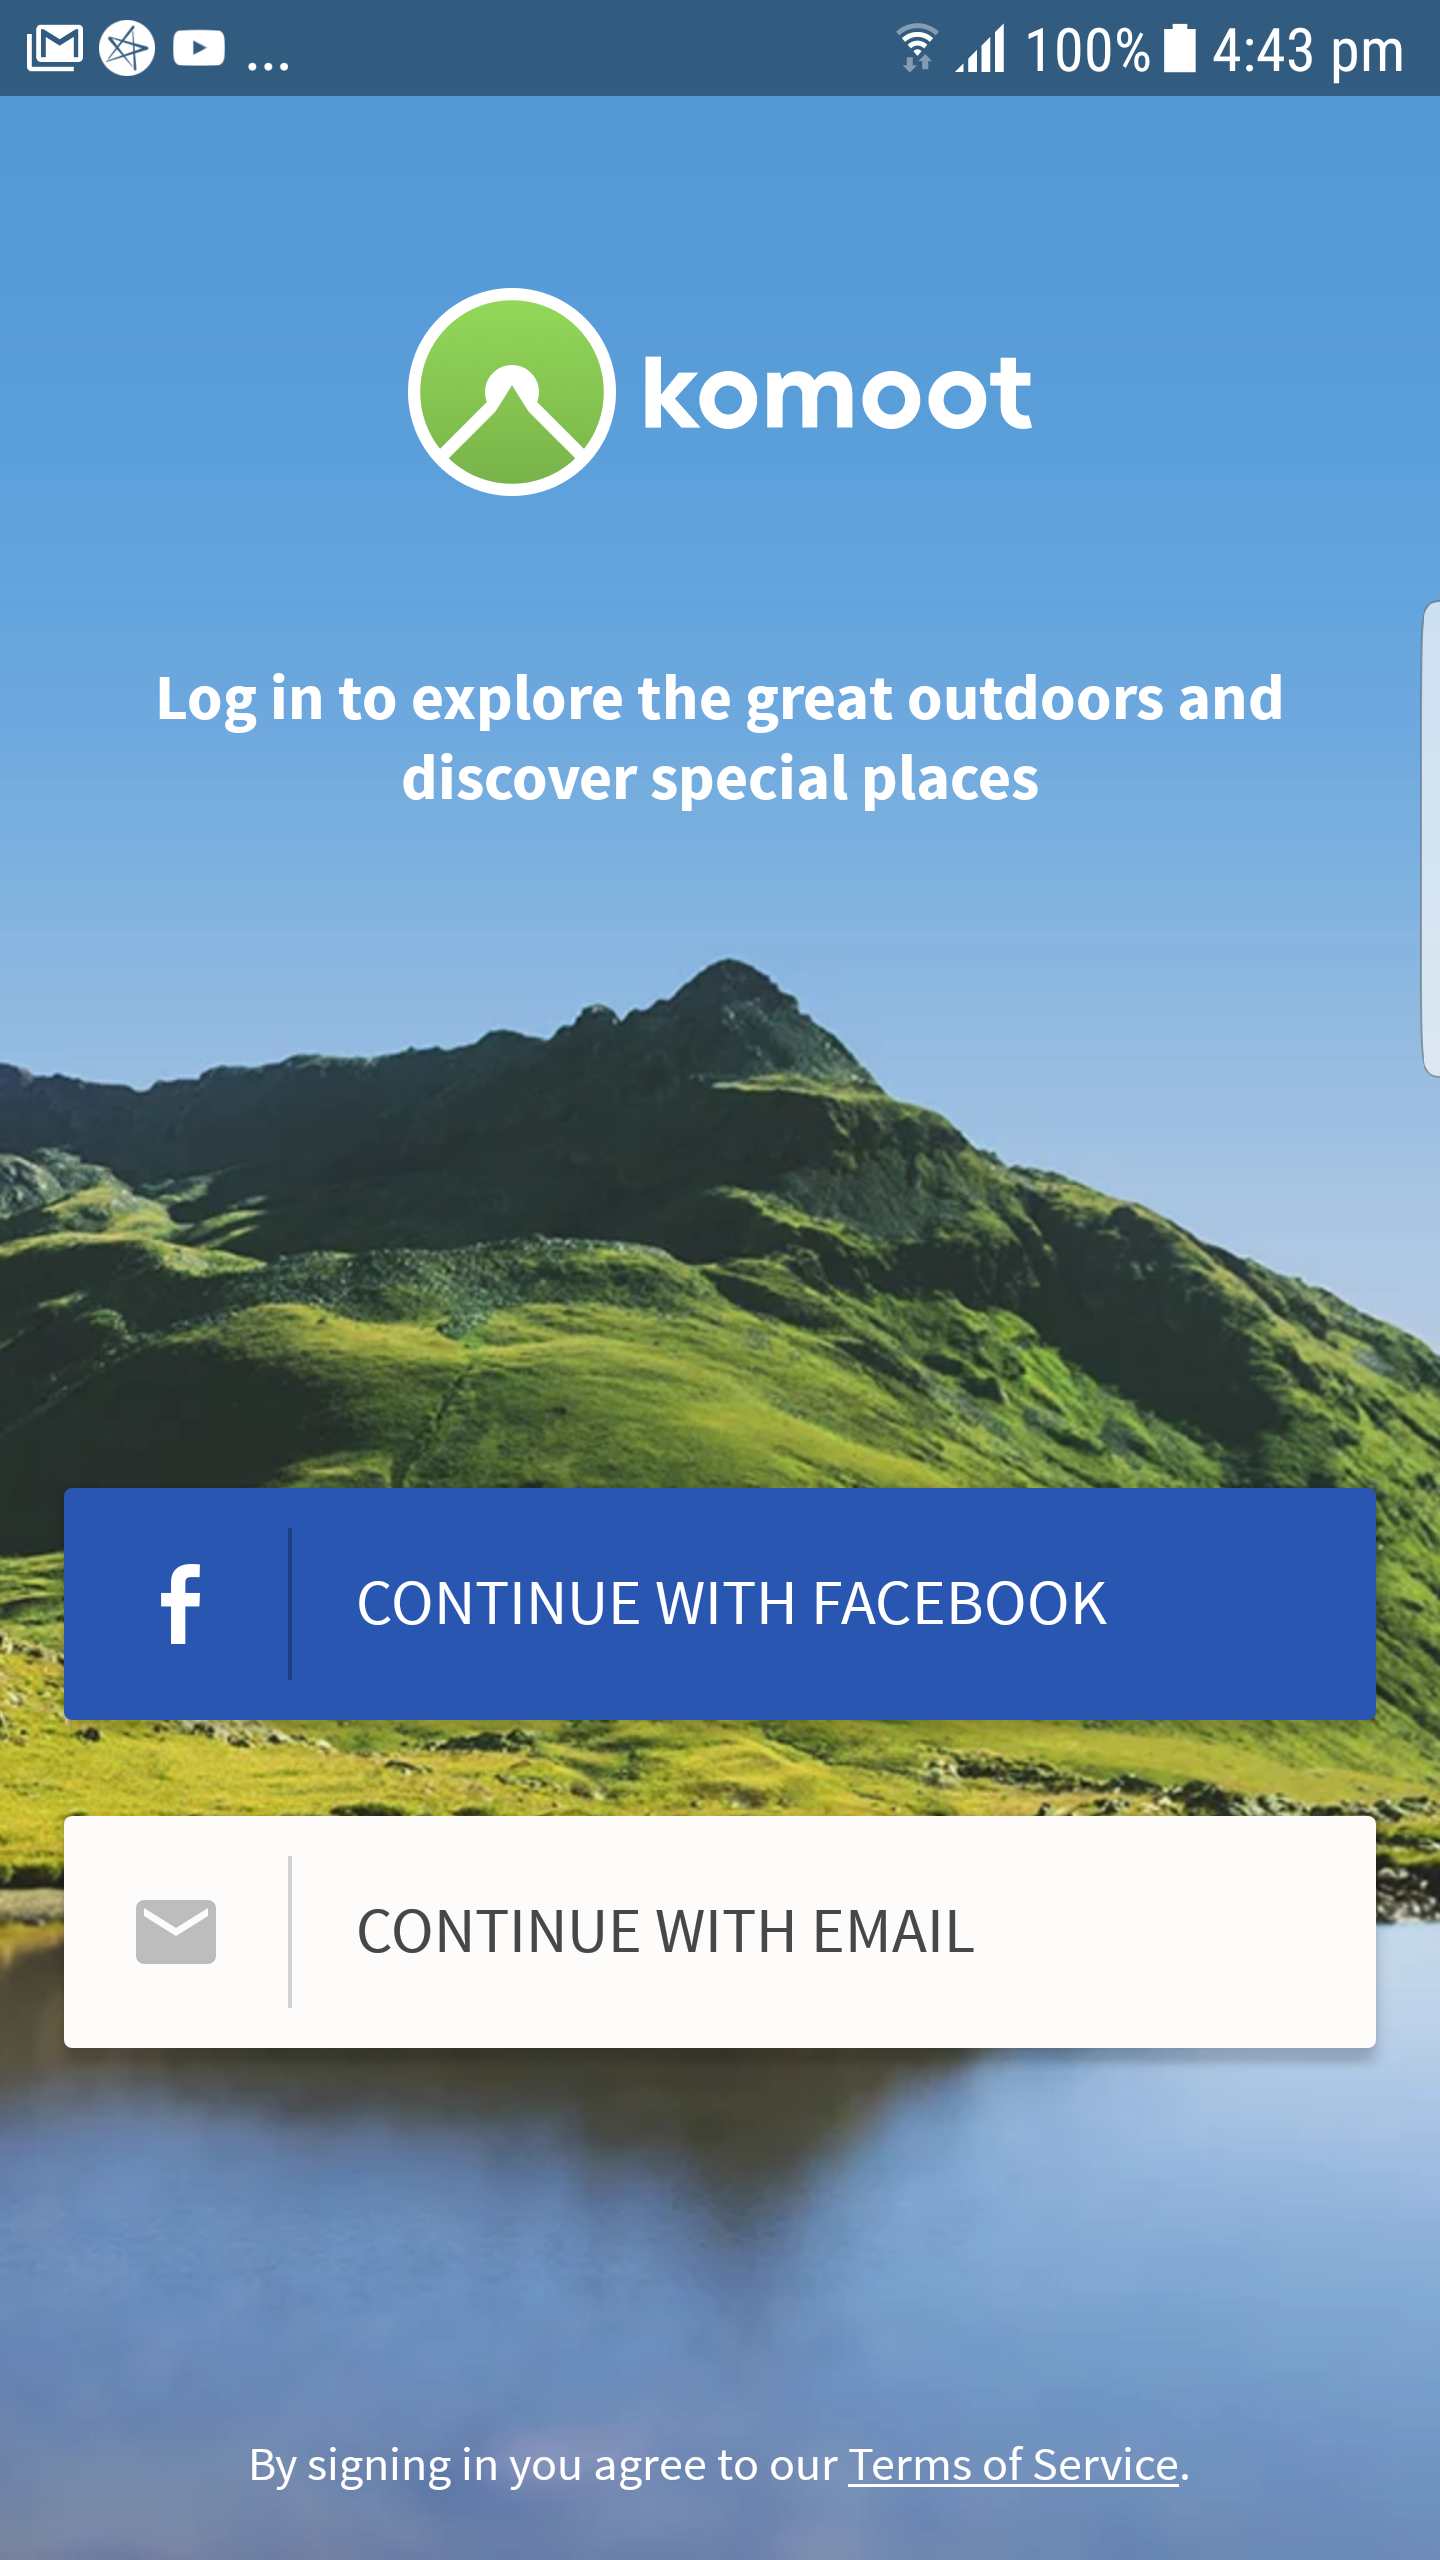 ... 100% 4:43 pm
komoot
Log in to explore the great outdoors and
discover special places
f CONTINUE WITH FACEBOOK
CONTINUE WITH EMAIL
By signing in you agree to our Terms of Service.